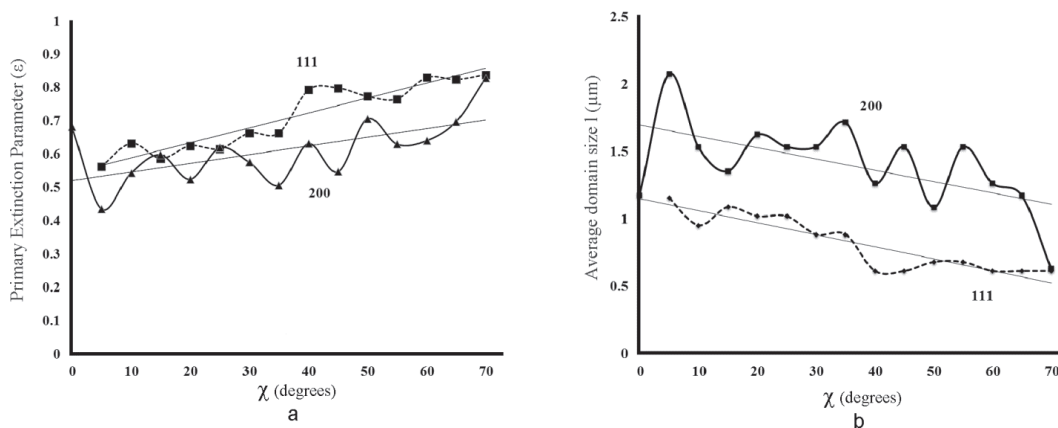 1
0.9
0.8
0.7
0.6
0.5
0.4
0.3
0.2
0.1
0
Primary Extinction Parameter (ε)
111
200
0 10 20 30 40 50 60 70
χ (degrees)
a
2.5
2
1.5
1
0.5
0
Average domain size l (μm)
200
111
0 10 20 30 40 50 60 70
χ (degrees)
b